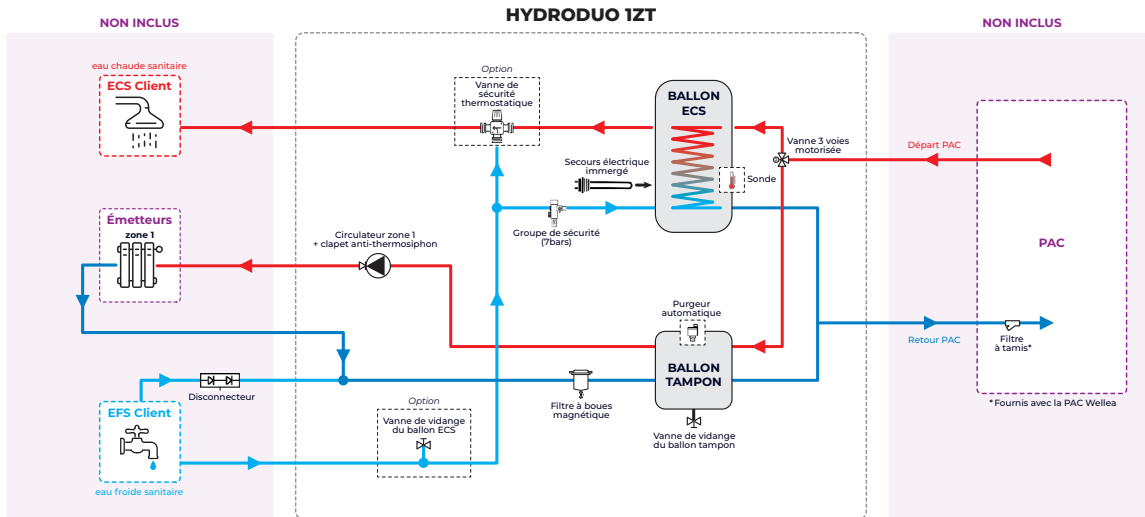 HYDRODUO 1ZT
NON INCLUS
NON INCLUS
eau chaude sanitaire
ECS Client
Option
Vanne de
sécurité
thermostatique
BALLON
ECS
Vanne 3 voies
motorisée
Départ PAC
Secours électrique
immergé
Sonde
Groupe de sécurité
(7bars)
Émetteurs
zone 1
Circulateur zone 1
+ clapet anti-thermosiphon
PAC
Purgeur
automatique
Retour PAC
Filtre
à tamis*
BALLON
TAMPON
Disconnecteur
Filtre à boues
magnétique
*Fournis avec la PAC Wellea
EFS Client
Option
Vanne de vidange
du ballon ECS
Vanne de vidange
du ballon tampon
eau froide sanitaire